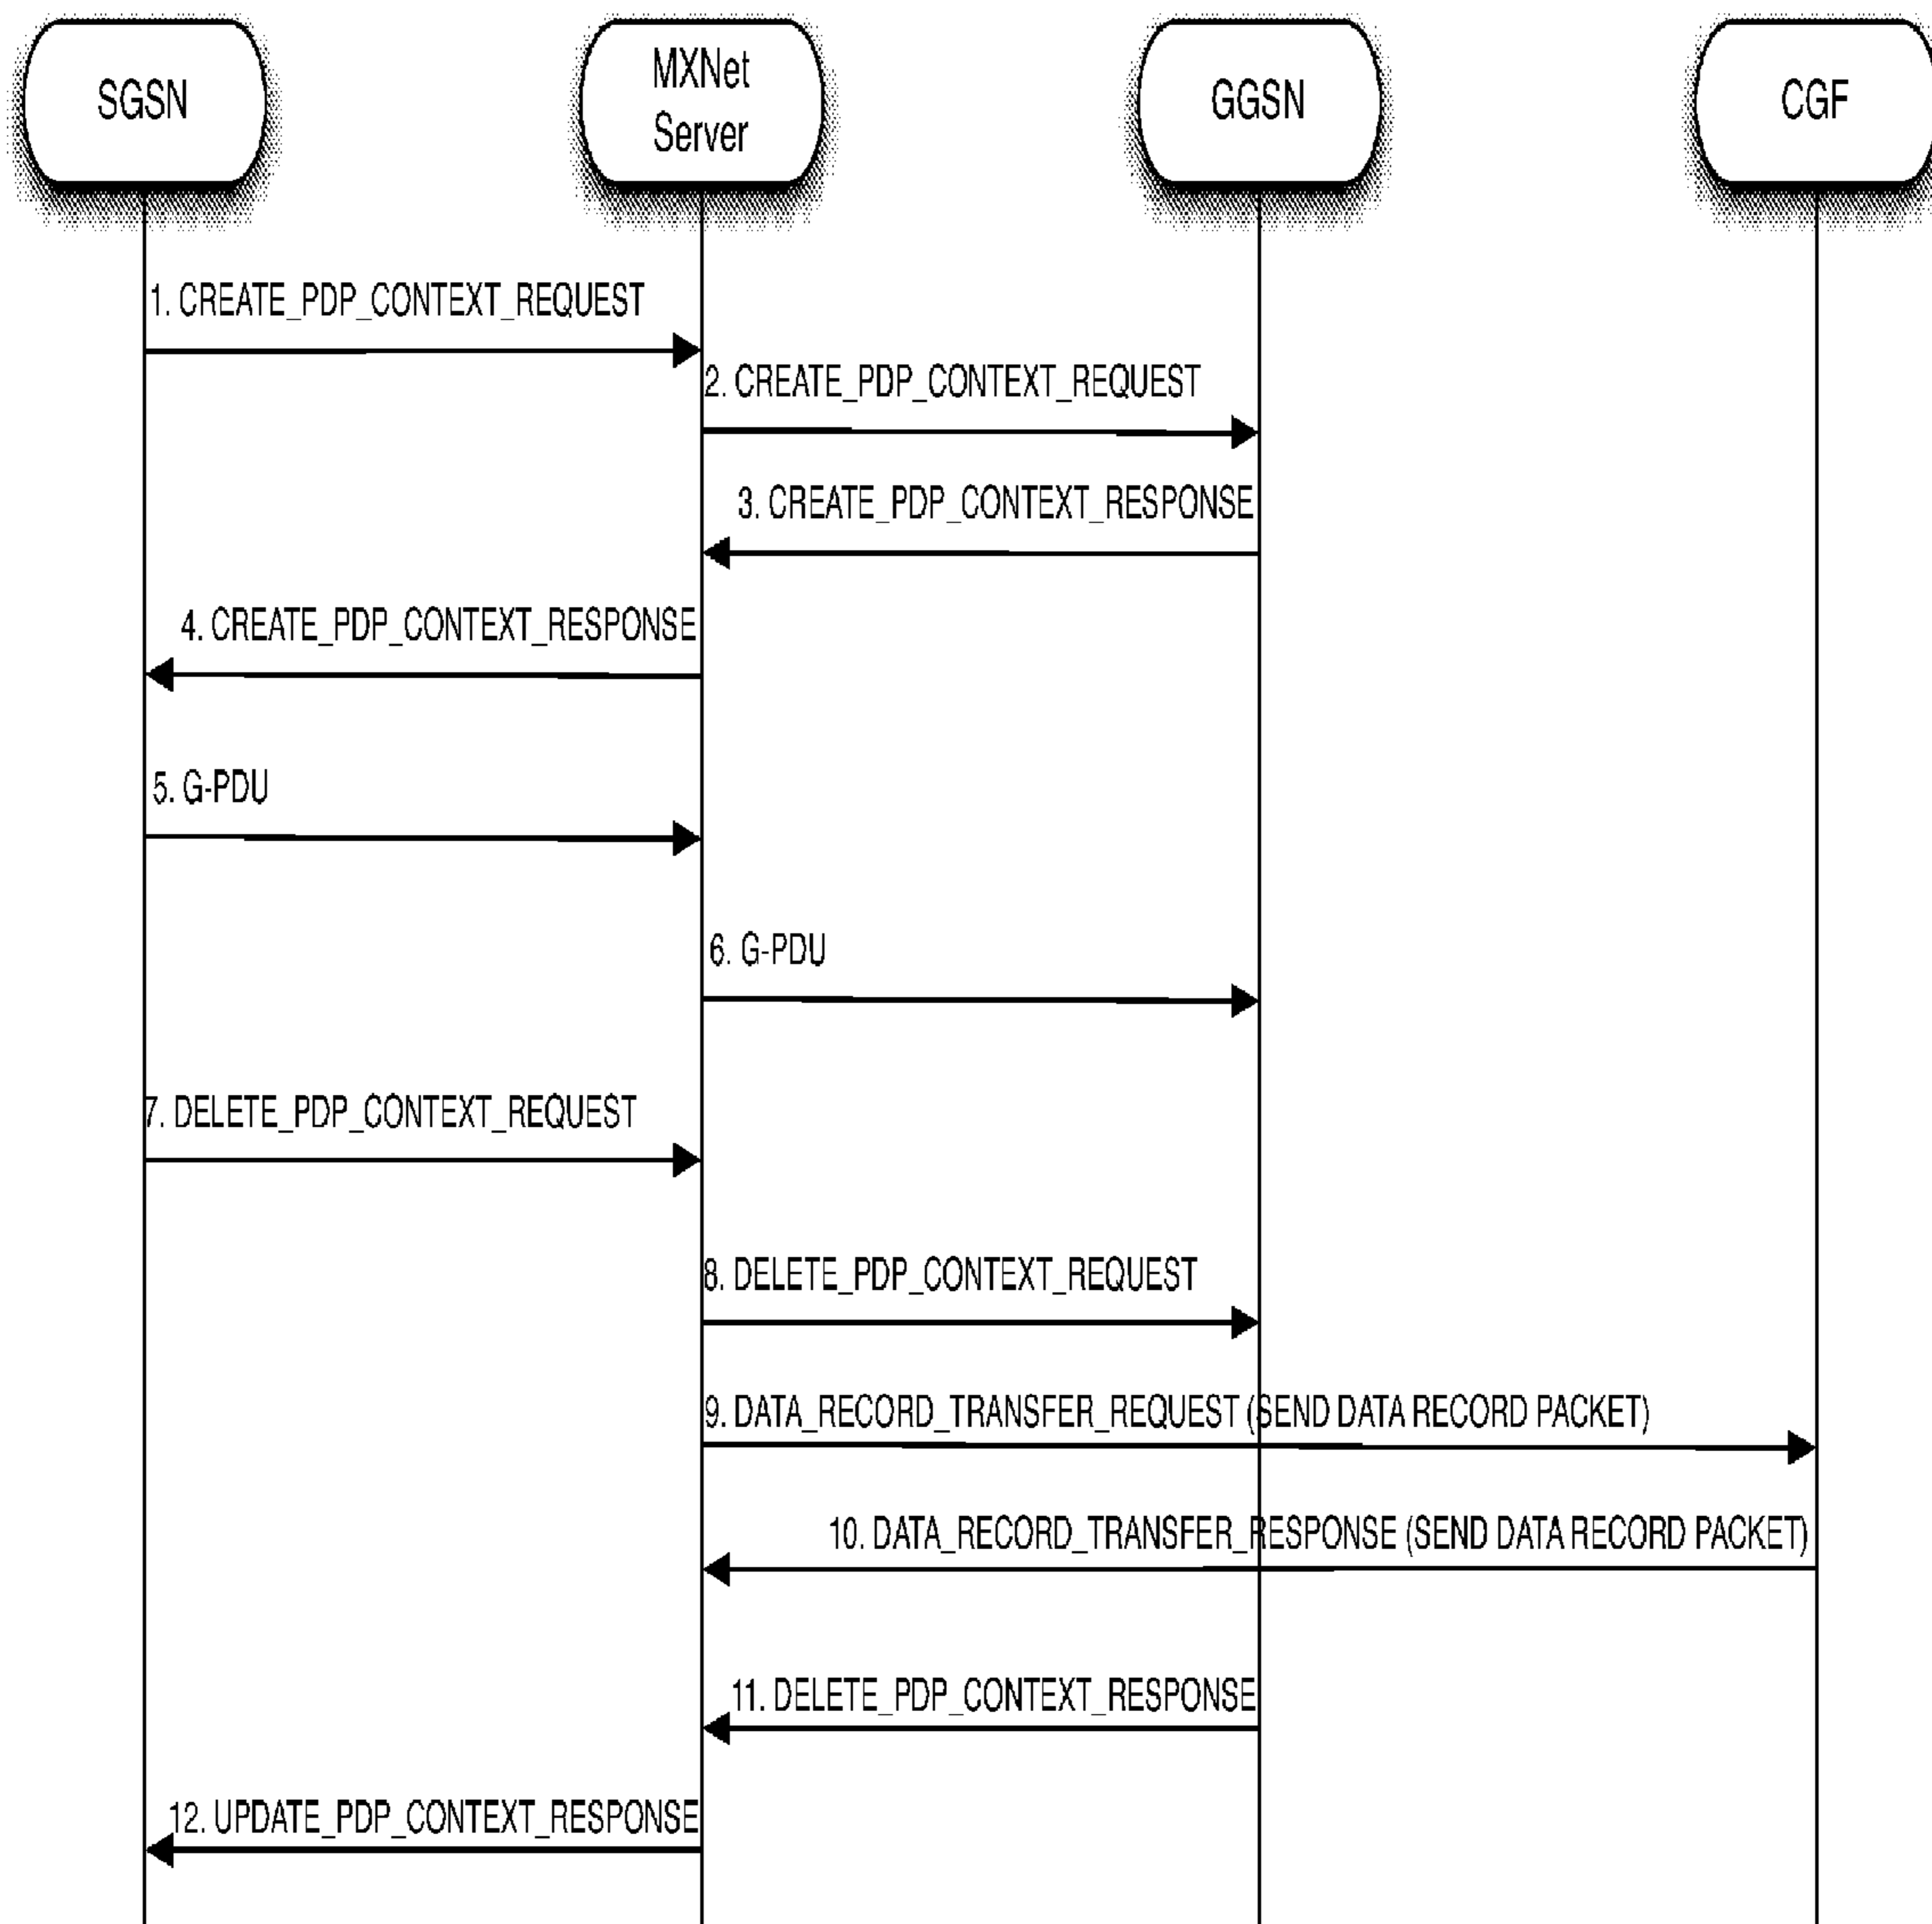 SGSN
MXNet
Server
GGSN
CGF
1. CREATE_PDP_CONTEXT_REQUEST
2. CREATE_PDP_CONTEXT_REQUEST
3. CREATE_PDP_CONTEXT_RESPONSE
4. CREATE_PDP_CONTEXT_RESPONSE
5. G-PDU
6. G-PDU
7. DELETE_PDP_CONTEXT_REQUEST
8. DELETE_PDP_CONTEXT_REQUEST
9. DATA_RECORD_TRANSFER_REQUEST (SEND DATA RECORD PACKET)
10. DATA_RECORD_TRANSFER_RESPONSE (SEND DATA RECORD PACKET)
11. DELETE_PDP_CONTEXT_RESPONSE
12. UPDATE_PDP_CONTEXT_RESPONSE